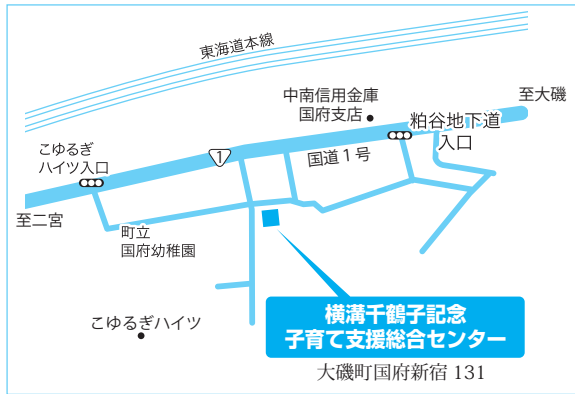 東海道本線
中南信用金庫
国府支店
至大磯
粕谷地下道
入口
こゆるぎ
ハイツ入口
1
国道1号
至二宮
町立
国府幼稚園
横溝千鶴子記念
子育て支援総合センター
こゆるぎハイツ
大磯町国府新宿 131